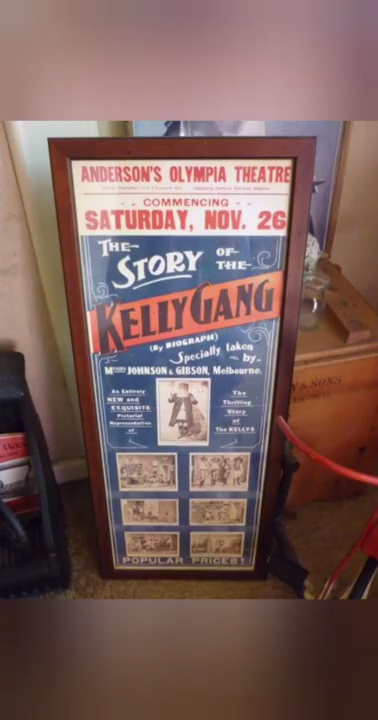 ANDERSON'S OLYMPIA THEATRE
- - COMMENCING - -
SATURDAY, NOV. 26
THE
STORY OF
-THE-
KELLY GANG
(By BIOGRAPH)
Specially taken
-by-
MESSRS JOHNSON & GIBSON, Melbourne.
An Entirely
NEW and
EXQUISITE
Pictorial
Representation
of
The
Thrilling
Story
of
The KELLYS
POPULAR PRICES!
& SONS